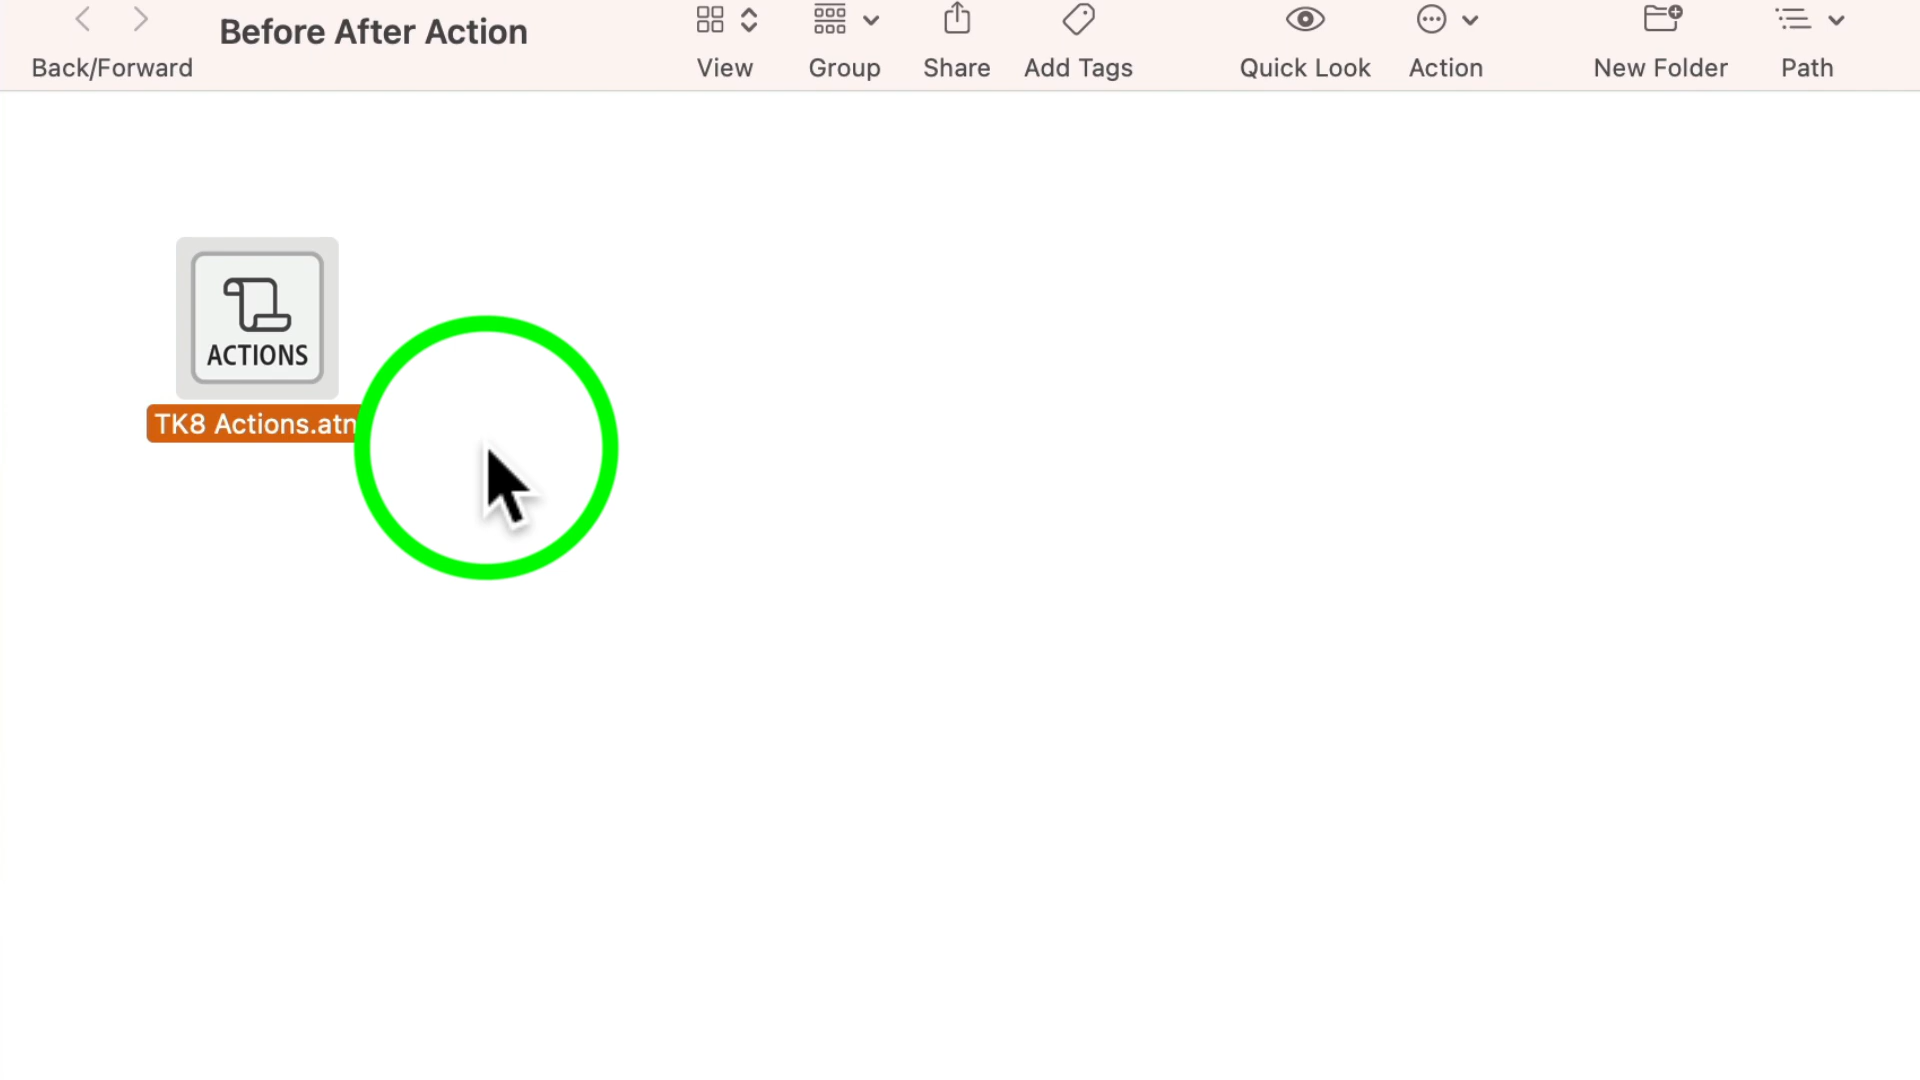 Before After Action
Back/Forward
View
Group
Share
Add Tags
Quick Look
Action
New Folder
Path
ACTIONS
TK8 Actions.atn